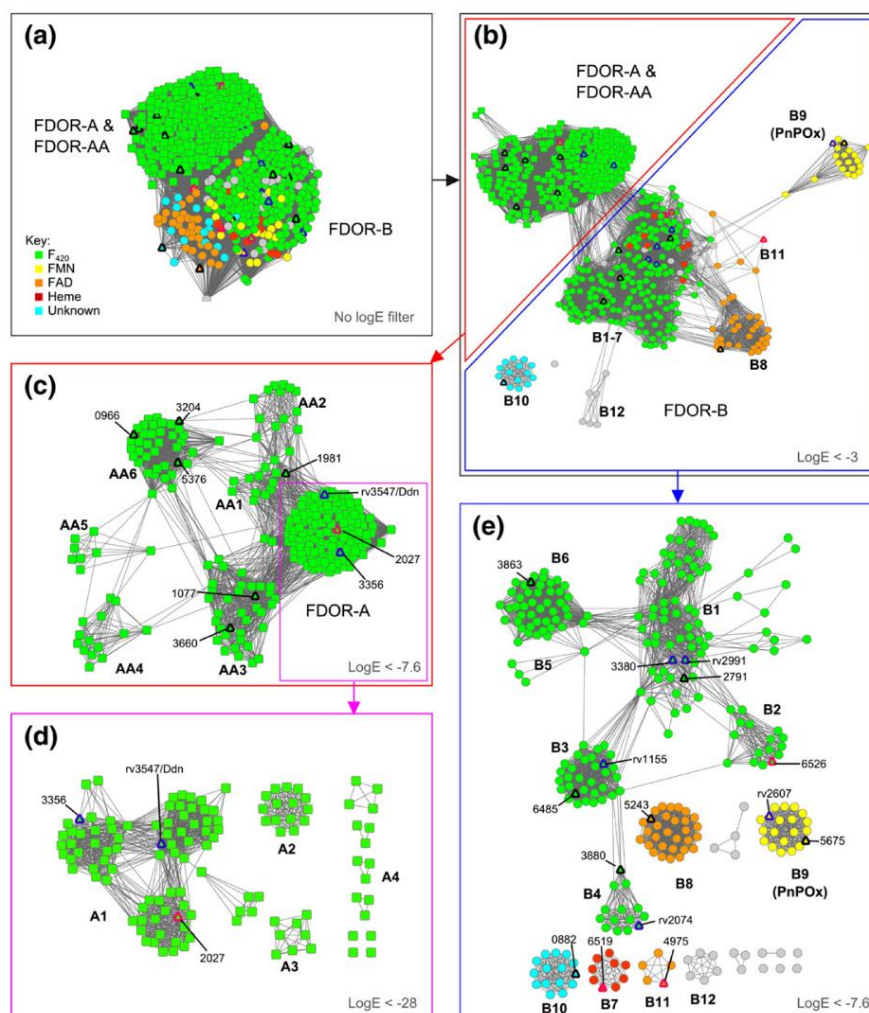 (a)
FDOR-A &
FDOR-AA
FDOR-B
Key:
F₄₂₀
FMN
FAD
Heme
Unknown
No logE filter
(b)
FDOR-A &
FDOR-AA
B9
(PnPOx)
B11
B1-7
B8
B10
B12
FDOR-B
LogE < -3
(c)
0966
3204
AA2
5376
1981
AA6
AA1
rv3547/Ddn
AA5
2027
1077
3356
3660
FDOR-A
AA4
AA3
LogE < -7.6
(d)
rv3547/Ddn
3356
A2
A4
A1
2027
A3
LogE < -28
(e)
3863
B6
B1
B5
3380
rv2991
2791
B2
B3
rv1155
6526
6485
5243
rv2607
3880
B8
5675
B9
(PnPOx)
B4
rv2074
0882
6519
4975
B10
B7
B11
B12
LogE < -7.6